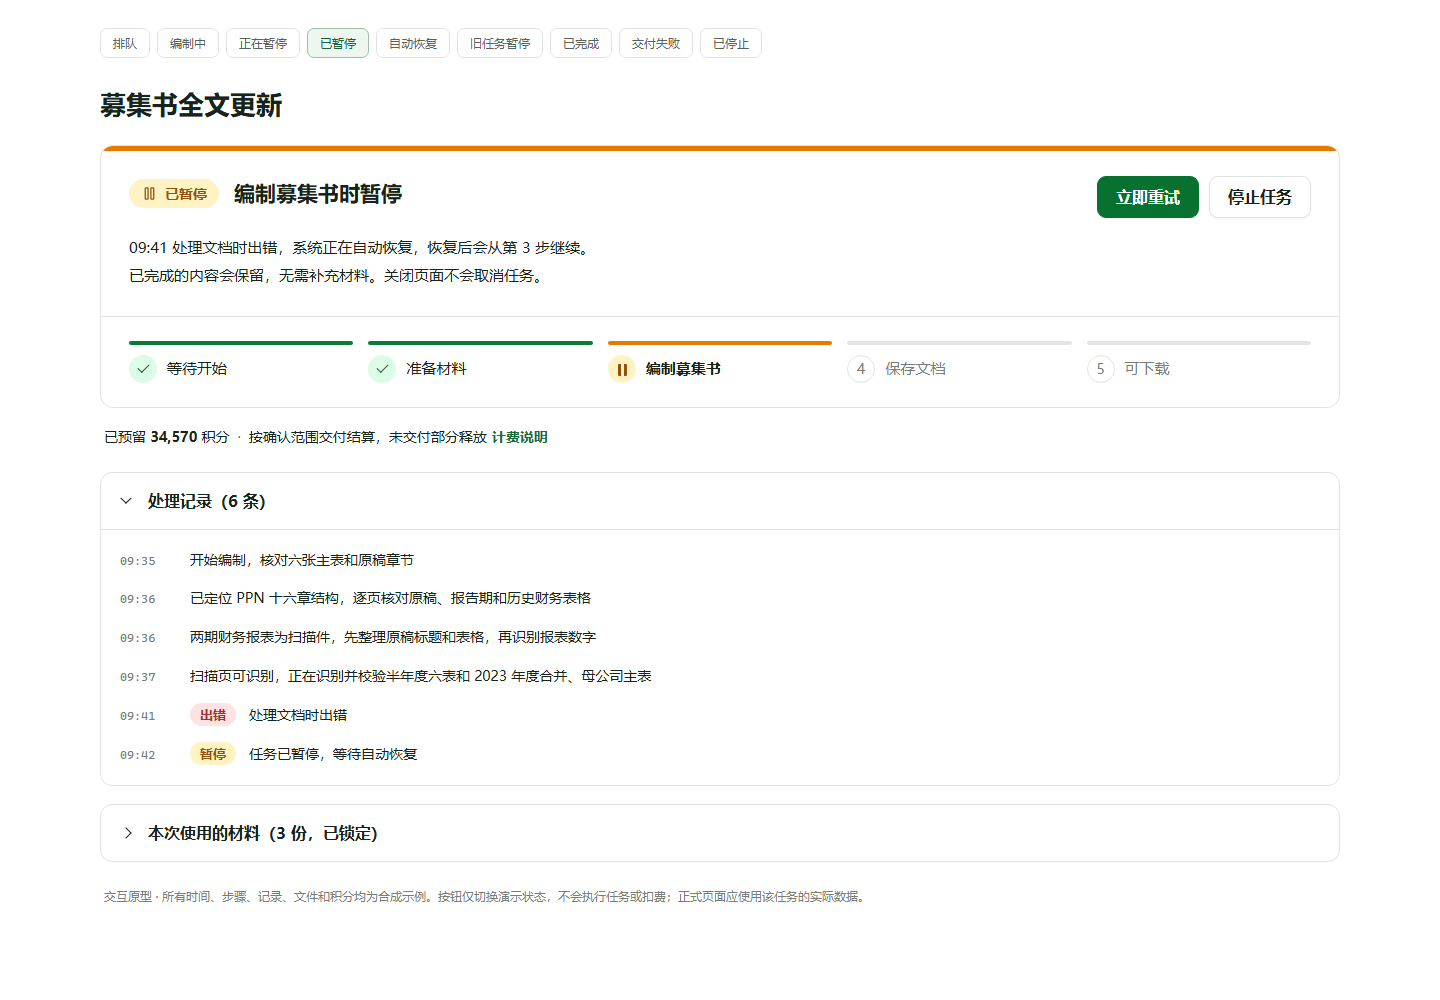 排队 编制中 正在暂停 已暂停 自动恢复 旧任务暂停 已完成 交付失败 已停止
募集书全文更新
已暂停 编制募集书时暂停 立即重试 停止任务
09:41 处理文档时出错，系统正在自动恢复，恢复后会从第 3 步继续。
已完成的内容会保留，无需补充材料。关闭页面不会取消任务。
等待开始 准备材料 编制募集书 4 保存文档 5 可下载
已预留 34,570 积分 · 按确认范围交付结算，未交付部分释放 计费说明
处理记录（6 条）
09:35 开始编制，核对六张主表和原稿章节
09:36 已定位 PPN 十六章结构，逐页核对原稿、报告期和历史财务表格
09:36 两期财务报表为扫描件，先整理原稿标题和表格，再识别报表数字
09:37 扫描页可识别，正在识别并校验半年度六表和 2023 年度合并、母公司主表
09:41 出错 处理文档时出错
09:42 暂停 任务已暂停，等待自动恢复
本次使用的材料（3 份，已锁定）
交互原型 · 所有时间、步骤、记录、文件和积分均为合成示例。按钮仅切换演示状态，不会执行任务或扣费；正式页面应使用该任务的实际数据。